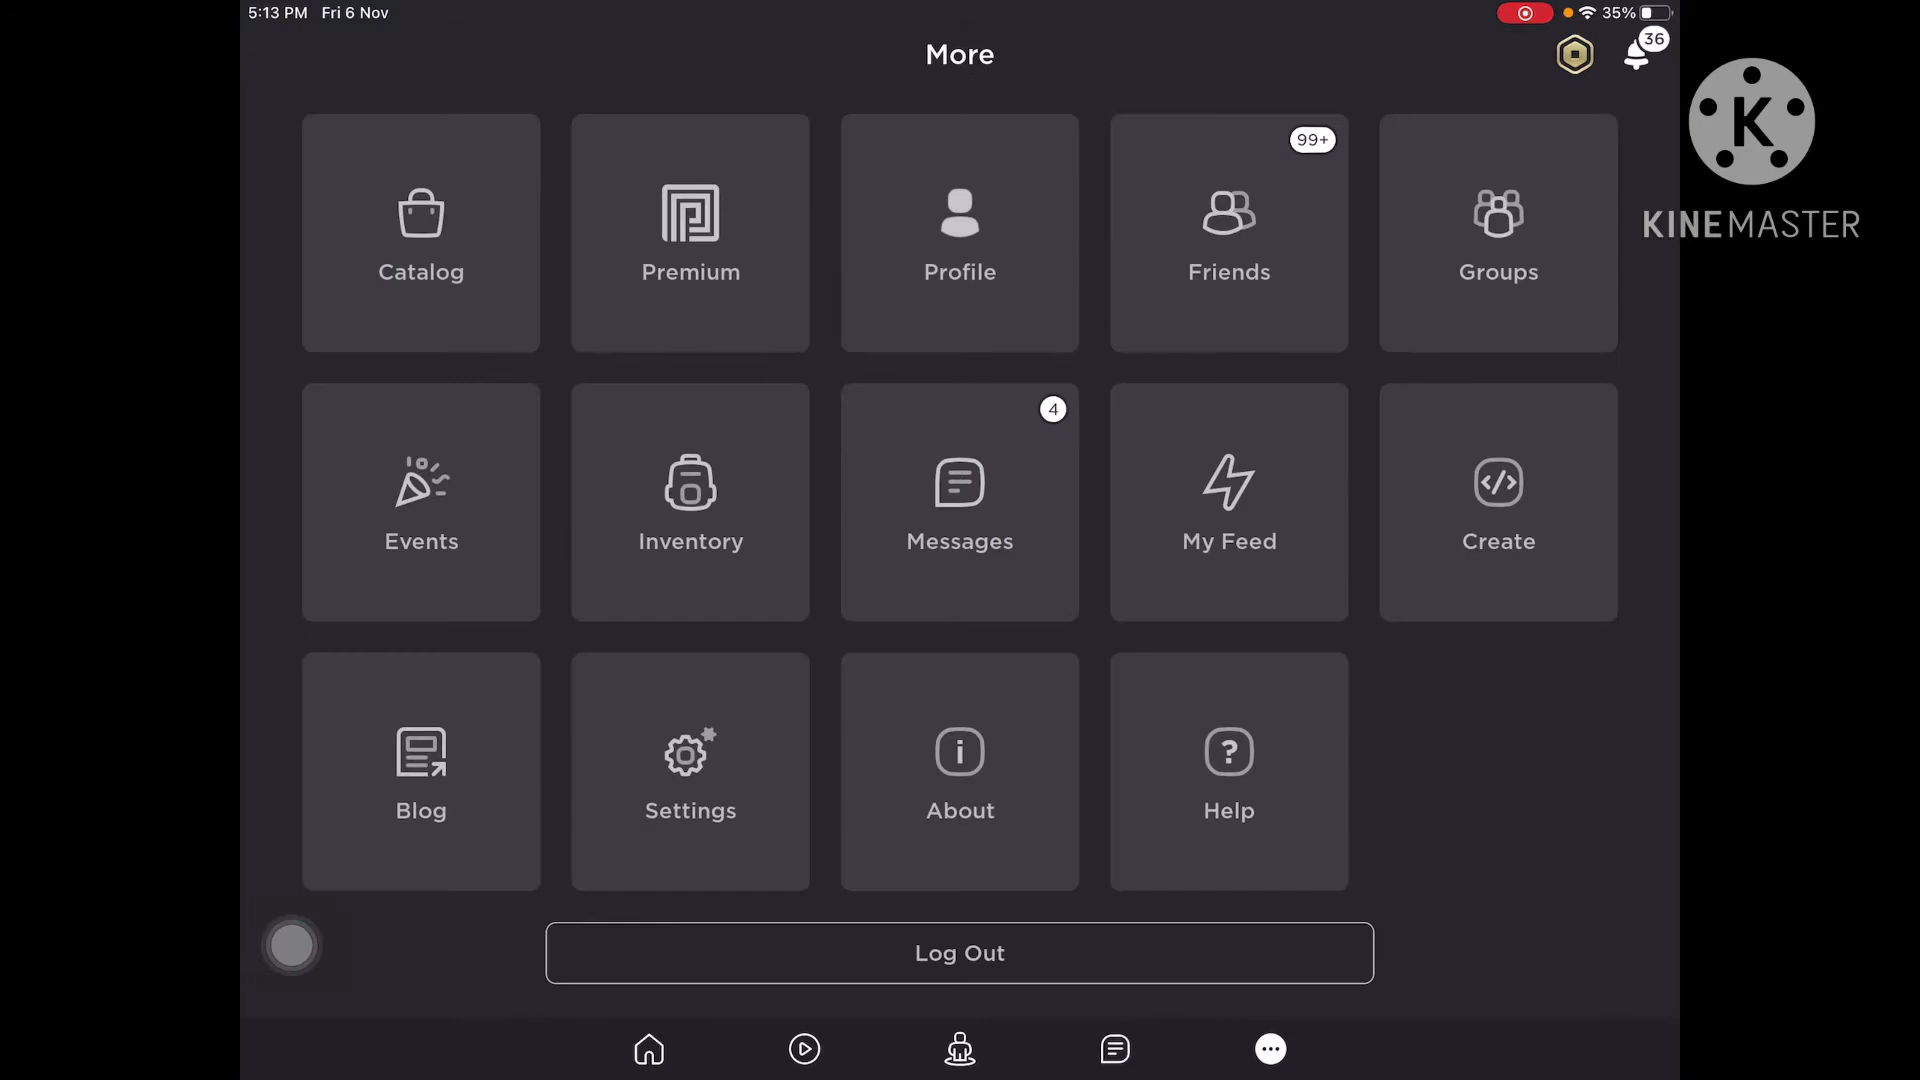 5:13 PM Fri 6 Nov
35%
More
36
K
KINEMASTER
99+
Catalog
Premium
Profile
Friends
Groups
4
Events
Inventory
Messages
My Feed
Create
Blog
Settings
About
Help
Log Out